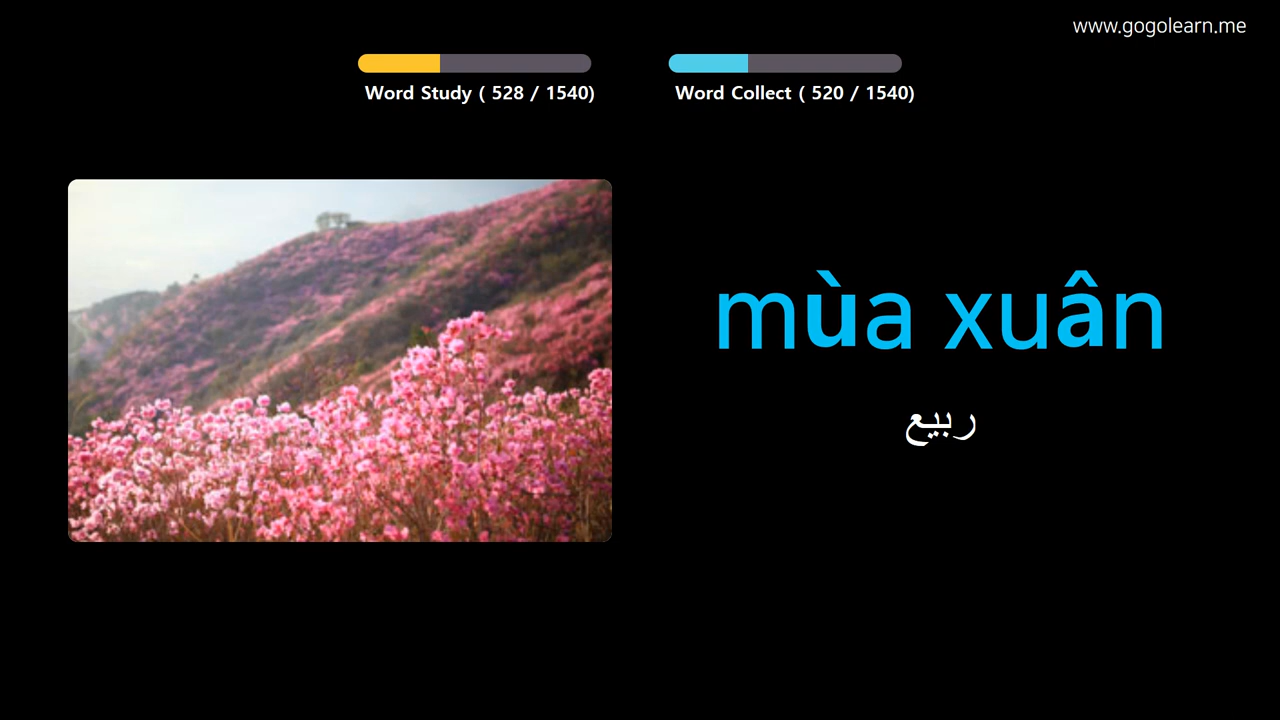 www.gogolearn.me
Word Study ( 528 / 1540)
Word Collect ( 520 / 1540)
mùa xuân
ربيع